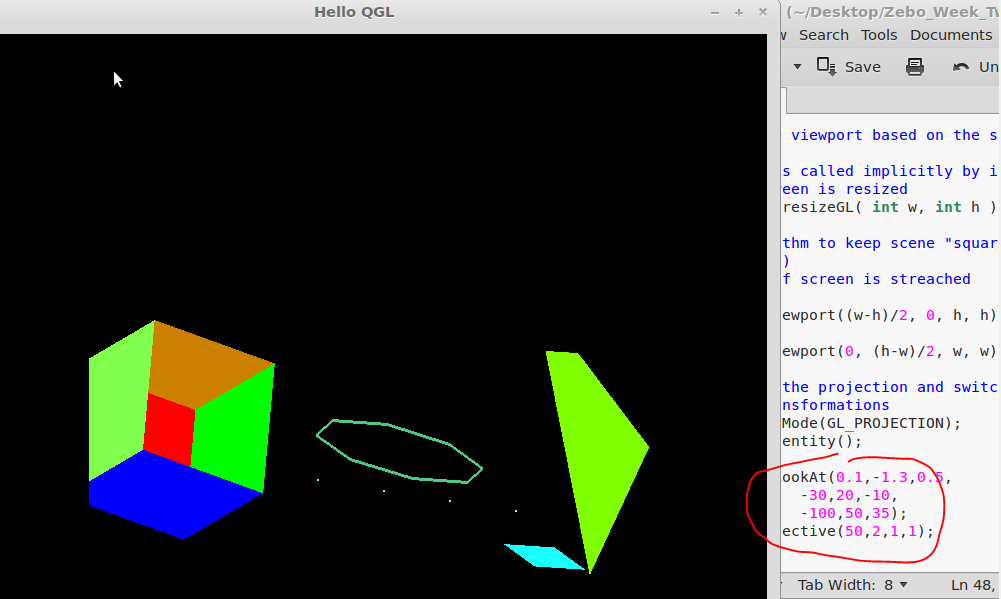 Hello QGL
(~/Desktop/Zebo_Week_Tw
w Search Tools Documents
Save Un
viewport based on the s
s called implicitly by i
een is resized
resizeGL( int w, int h )
thm to keep scene "squar
)
f screen is streached
ewport((w-h)/2, 0, h, h)
ewport(0, (h-w)/2, w, w)
the projection and switc
nsformations
Mode(GL_PROJECTION);
entity();
ookAt(0.1,-1.3,0.5,
-30,20,-10,
-100,50,35);
ective(50,2,1,1);
Tab Width: 8 Ln 48,